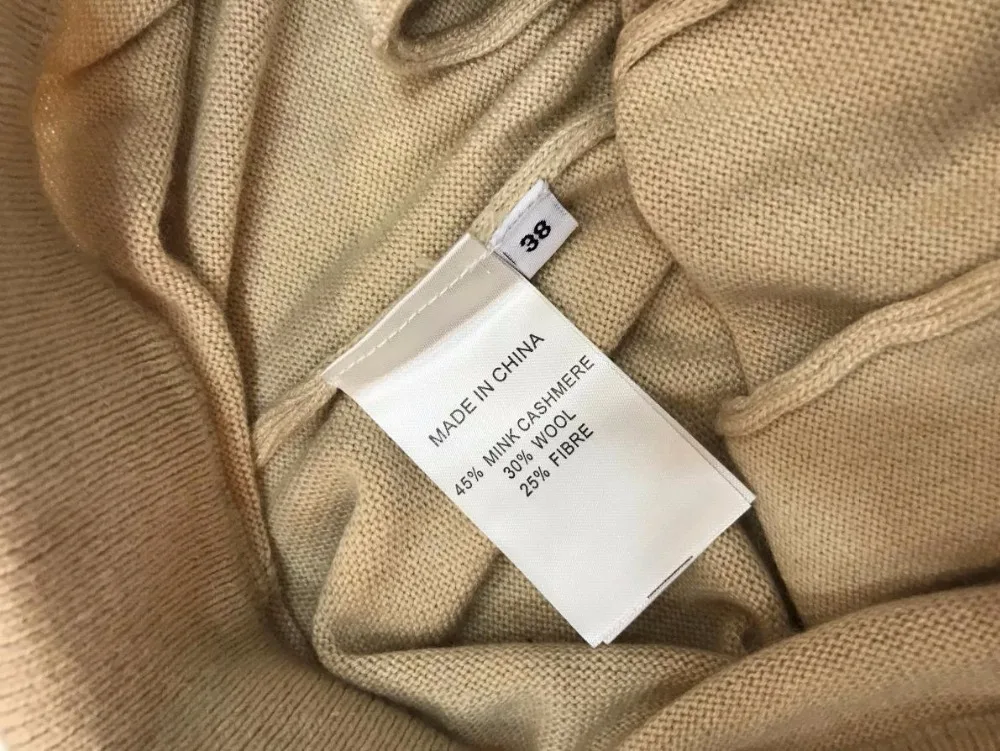 38
MADE IN CHINA
45% MINK CASHMERE
30% WOOL
25% FIBRE